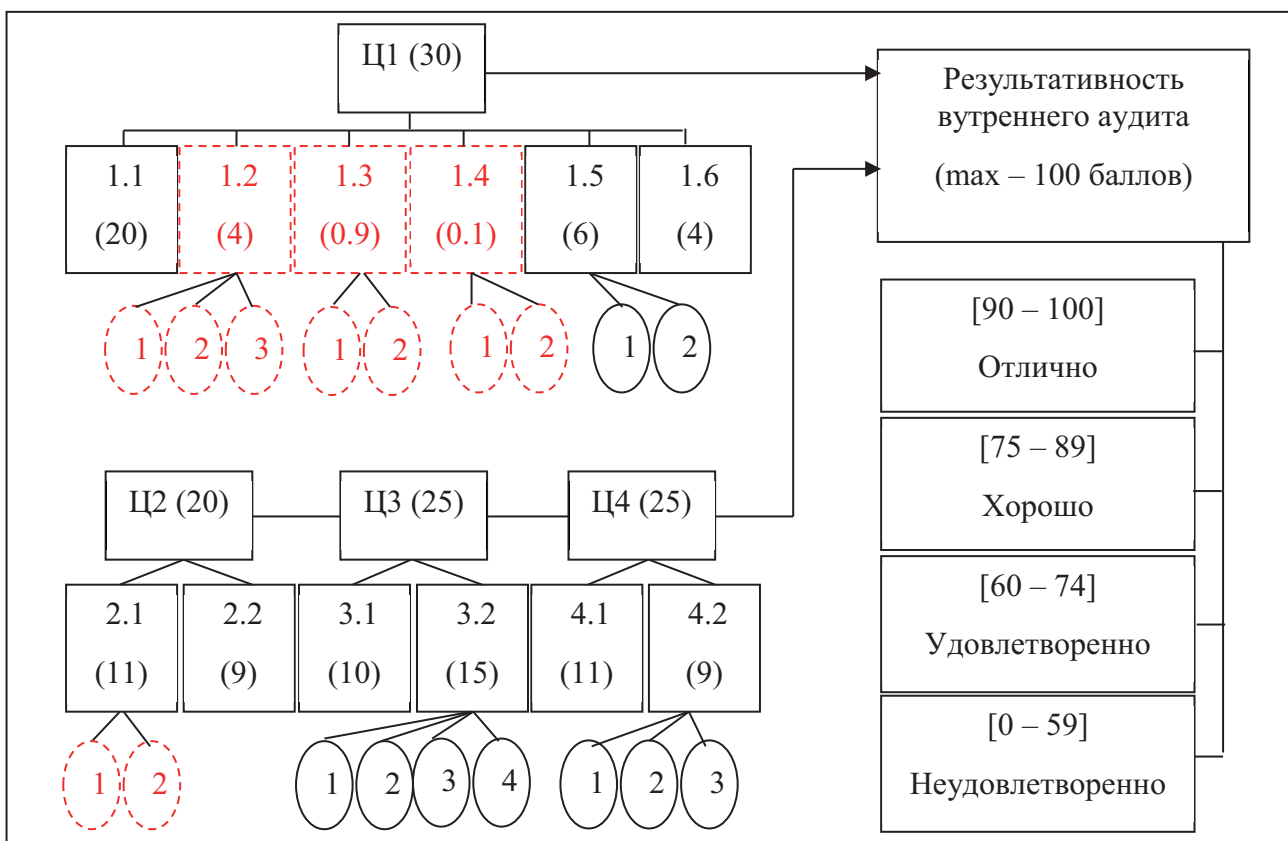 Ц1 (30)
Результативность
вутреннего аудита
(max – 100 баллов)
1.1
(20)
1.2
(4)
1.3
(0.9)
1.4
(0.1)
1.5
(6)
1.6
(4)
1
2
3
1
2
1
2
1
2
[90 – 100]
Отлично
[75 – 89]
Хорошо
[60 – 74]
Удовлетворенно
[0 – 59]
Неудовлетворенно
Ц2 (20)
Ц3 (25)
Ц4 (25)
2.1
(11)
2.2
(9)
3.1
(10)
3.2
(15)
4.1
(11)
4.2
(9)
1
2
1
2
3
4
1
2
3